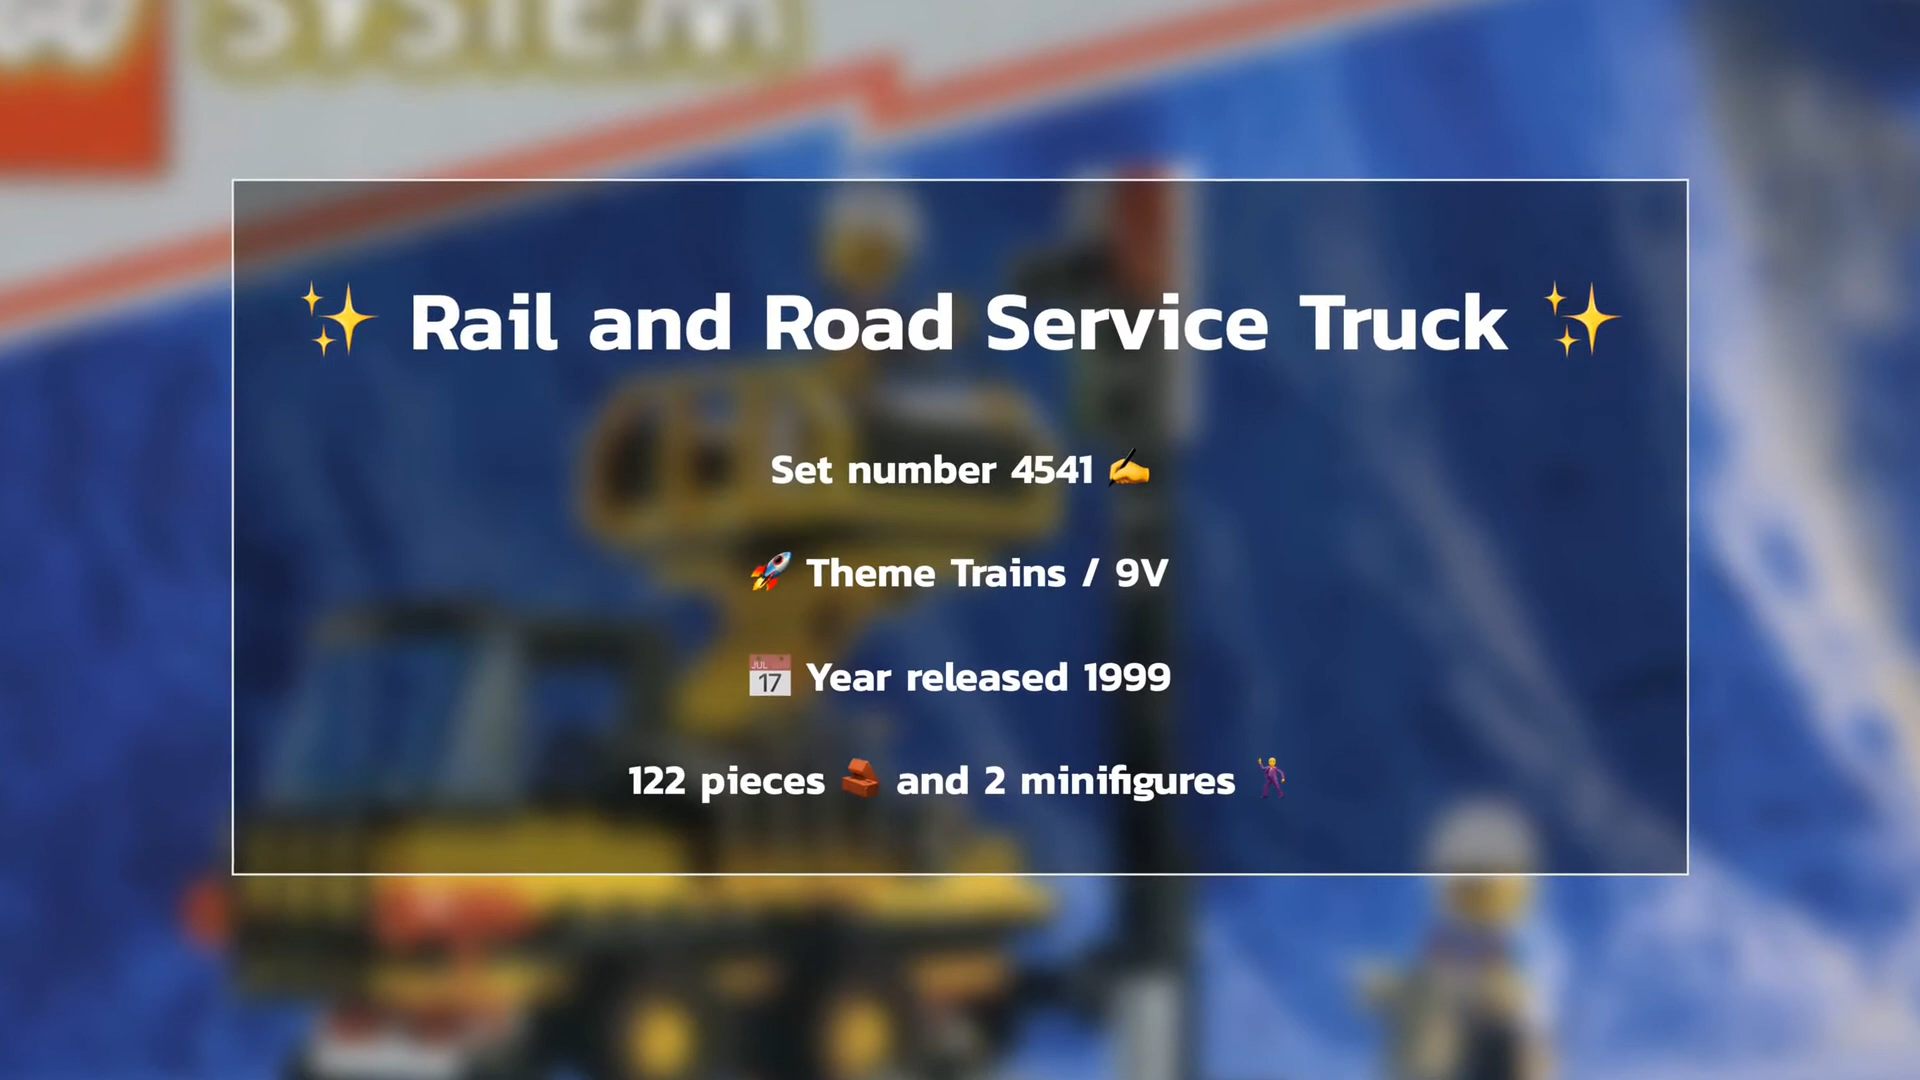 SYSTEM
✨ Rail and Road Service Truck ✨
Set number 4541 ✍️
🚀 Theme Trains / 9V
📅 Year released 1999
122 pieces 🧱 and 2 minifigures 🕺